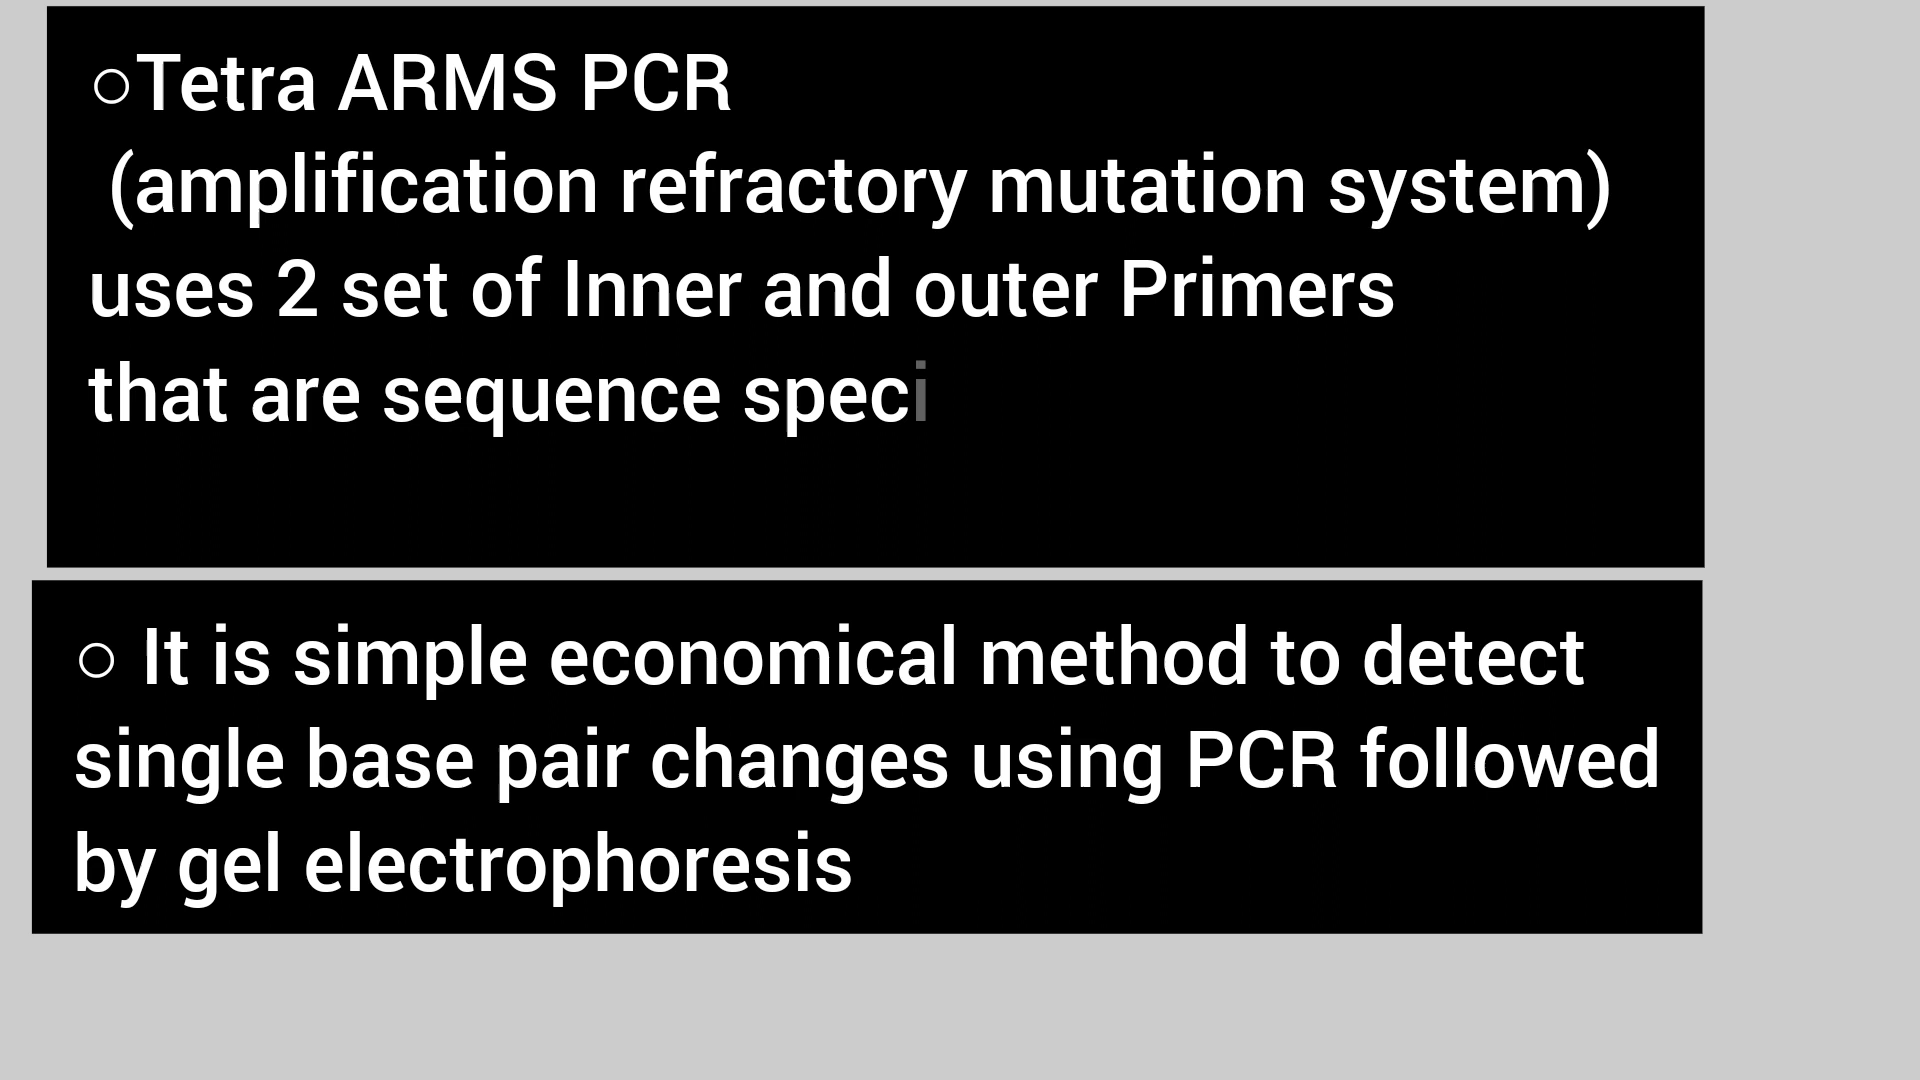 ○Tetra ARMS PCR
(amplification refractory mutation system)
uses 2 set of Inner and outer Primers
that are sequence speci
○ It is simple economical method to detect
single base pair changes using PCR followed
by gel electrophoresis